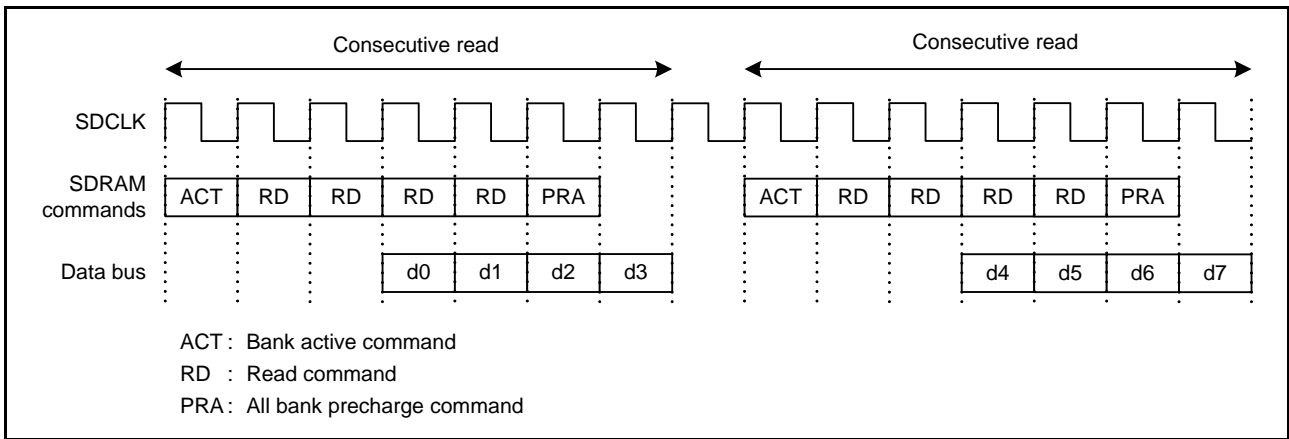 Consecutive read Consecutive read
SDCLK
SDRAM
commands
ACT RD RD RD RD PRA ACT RD RD RD RD PRA
Data bus d0 d1 d2 d3 d4 d5 d6 d7
ACT : Bank active command
RD : Read command
PRA : All bank precharge command